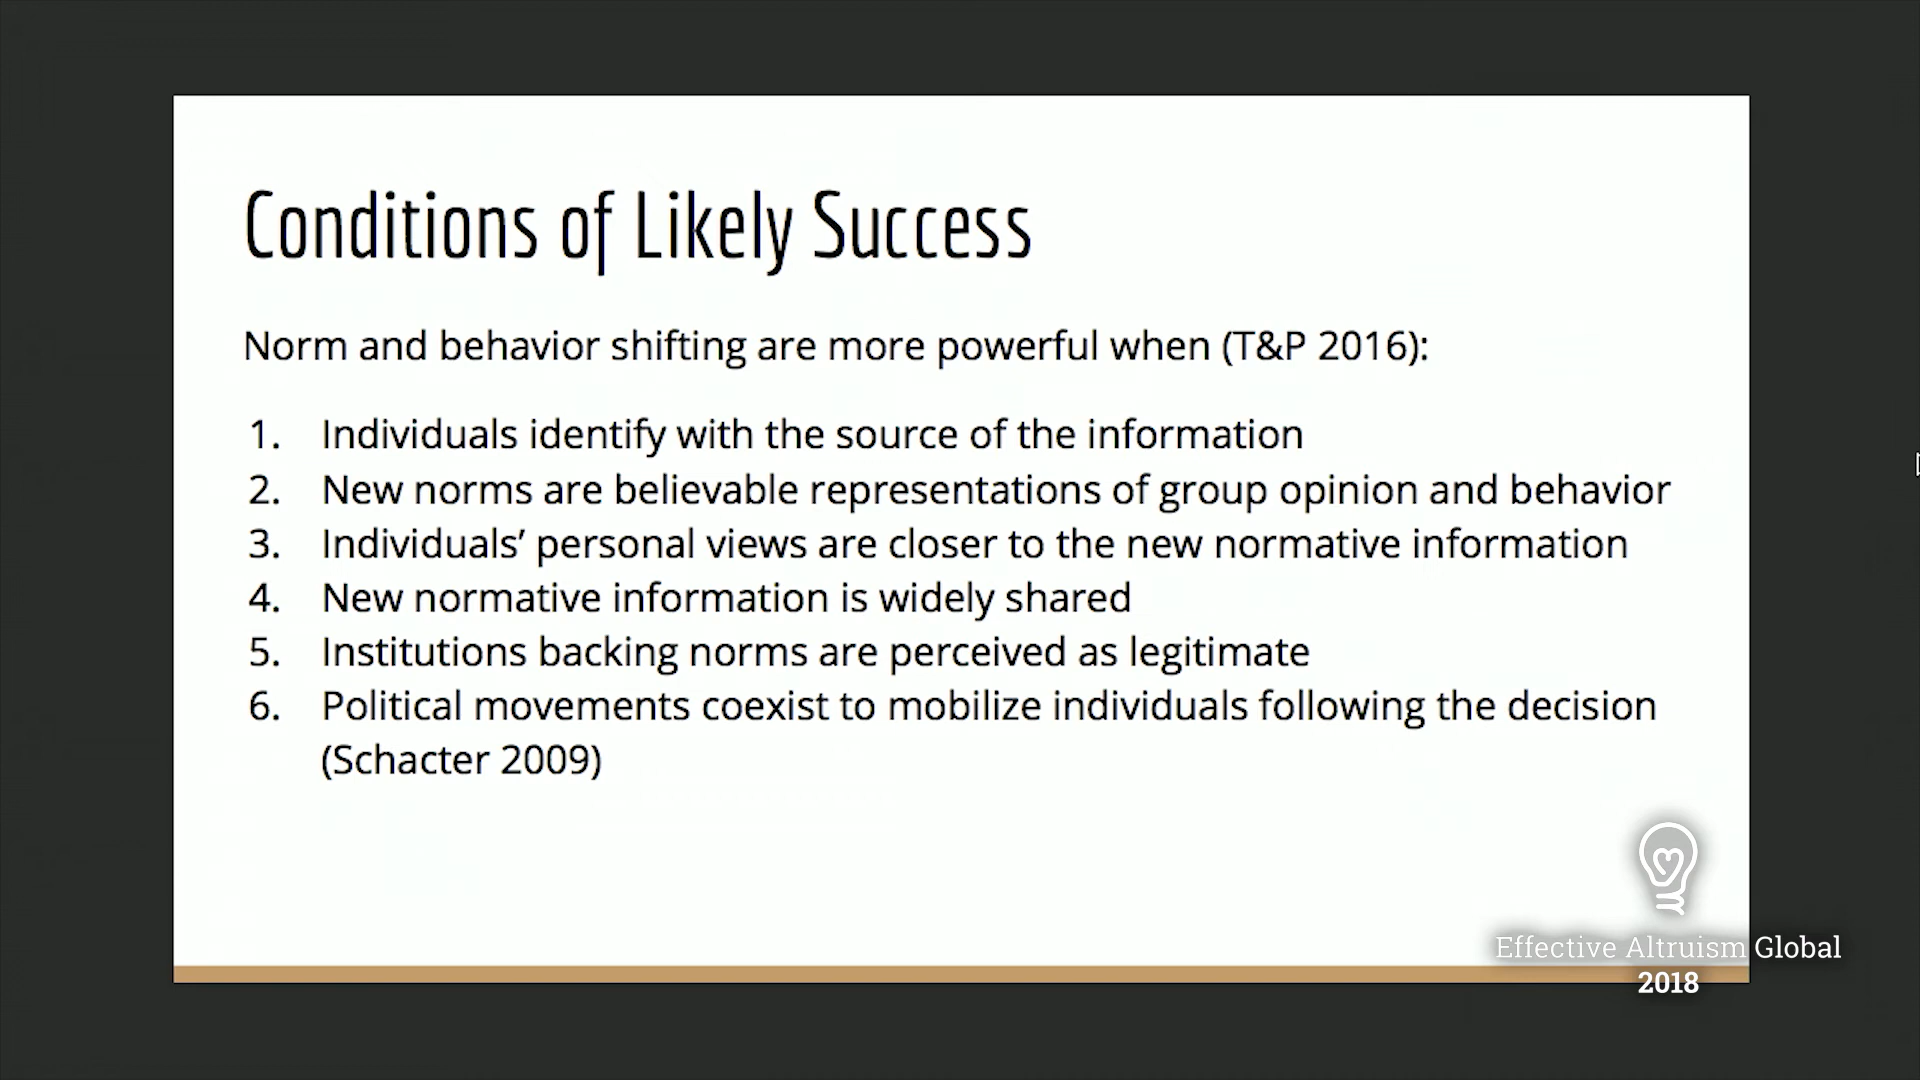 Conditions of Likely Success
Norm and behavior shifting are more powerful when (T&P 2016):
1. Individuals identify with the source of the information
2. New norms are believable representations of group opinion and behavior
3. Individuals’ personal views are closer to the new normative information
4. New normative information is widely shared
5. Institutions backing norms are perceived as legitimate
6. Political movements coexist to mobilize individuals following the decision
(Schacter 2009)
Effective Altruism Global
2018